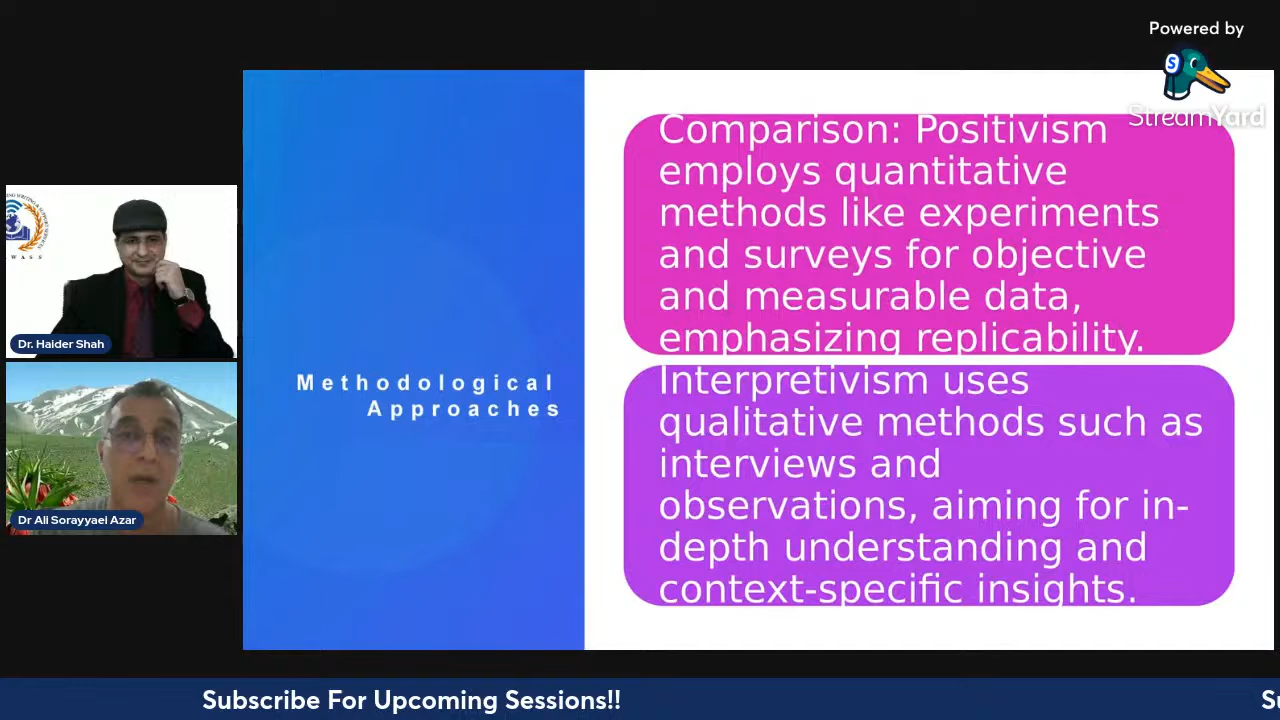 Powered by
StreamYard
Comparison: Positivism
employs quantitative
methods like experiments
and surveys for objective
and measurable data,
emphasizing replicability.
Interpretivism uses
qualitative methods such as
interviews and
observations, aiming for in-
depth understanding and
context-specific insights.
Methodological
Approaches
WASS
Dr. Haider Shah
Dr Ali Sorayyaei Azar
Subscribe For Upcoming Sessions!!